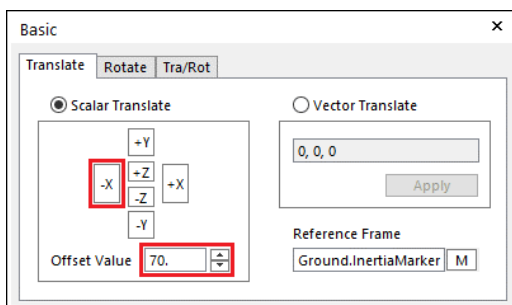 Basic ×
Translate Rotate Tra/Rot
Scalar Translate
+Y
-X +Z +X
-Z
-Y
Offset Value 70.
Vector Translate
0, 0, 0
Apply
Reference Frame
Ground.InertiaMarker M